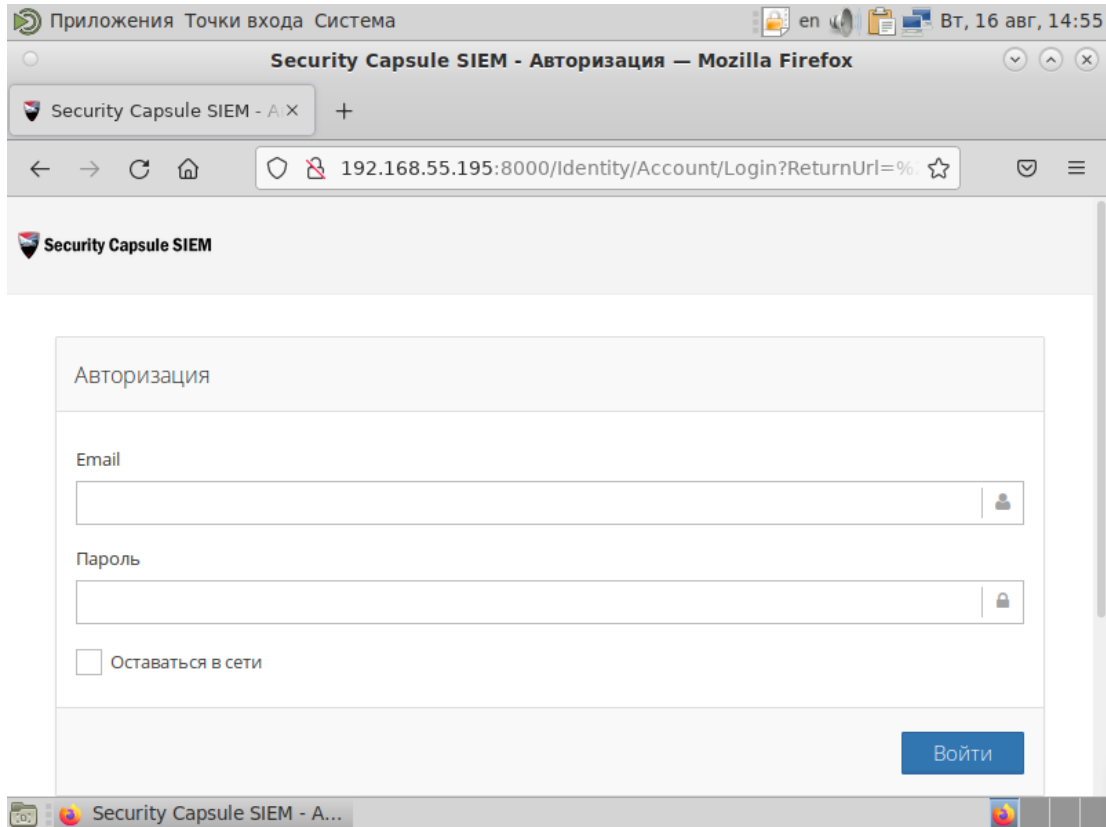 Приложения Точки входа Система en Вт, 16 авг, 14:55
Security Capsule SIEM - Авторизация — Mozilla Firefox
Security Capsule SIEM - А
192.168.55.195:8000/Identity/Account/Login?ReturnUrl=%
Security Capsule SIEM
Авторизация
Email
Пароль
Оставаться в сети
Войти
Security Capsule SIEM - А...